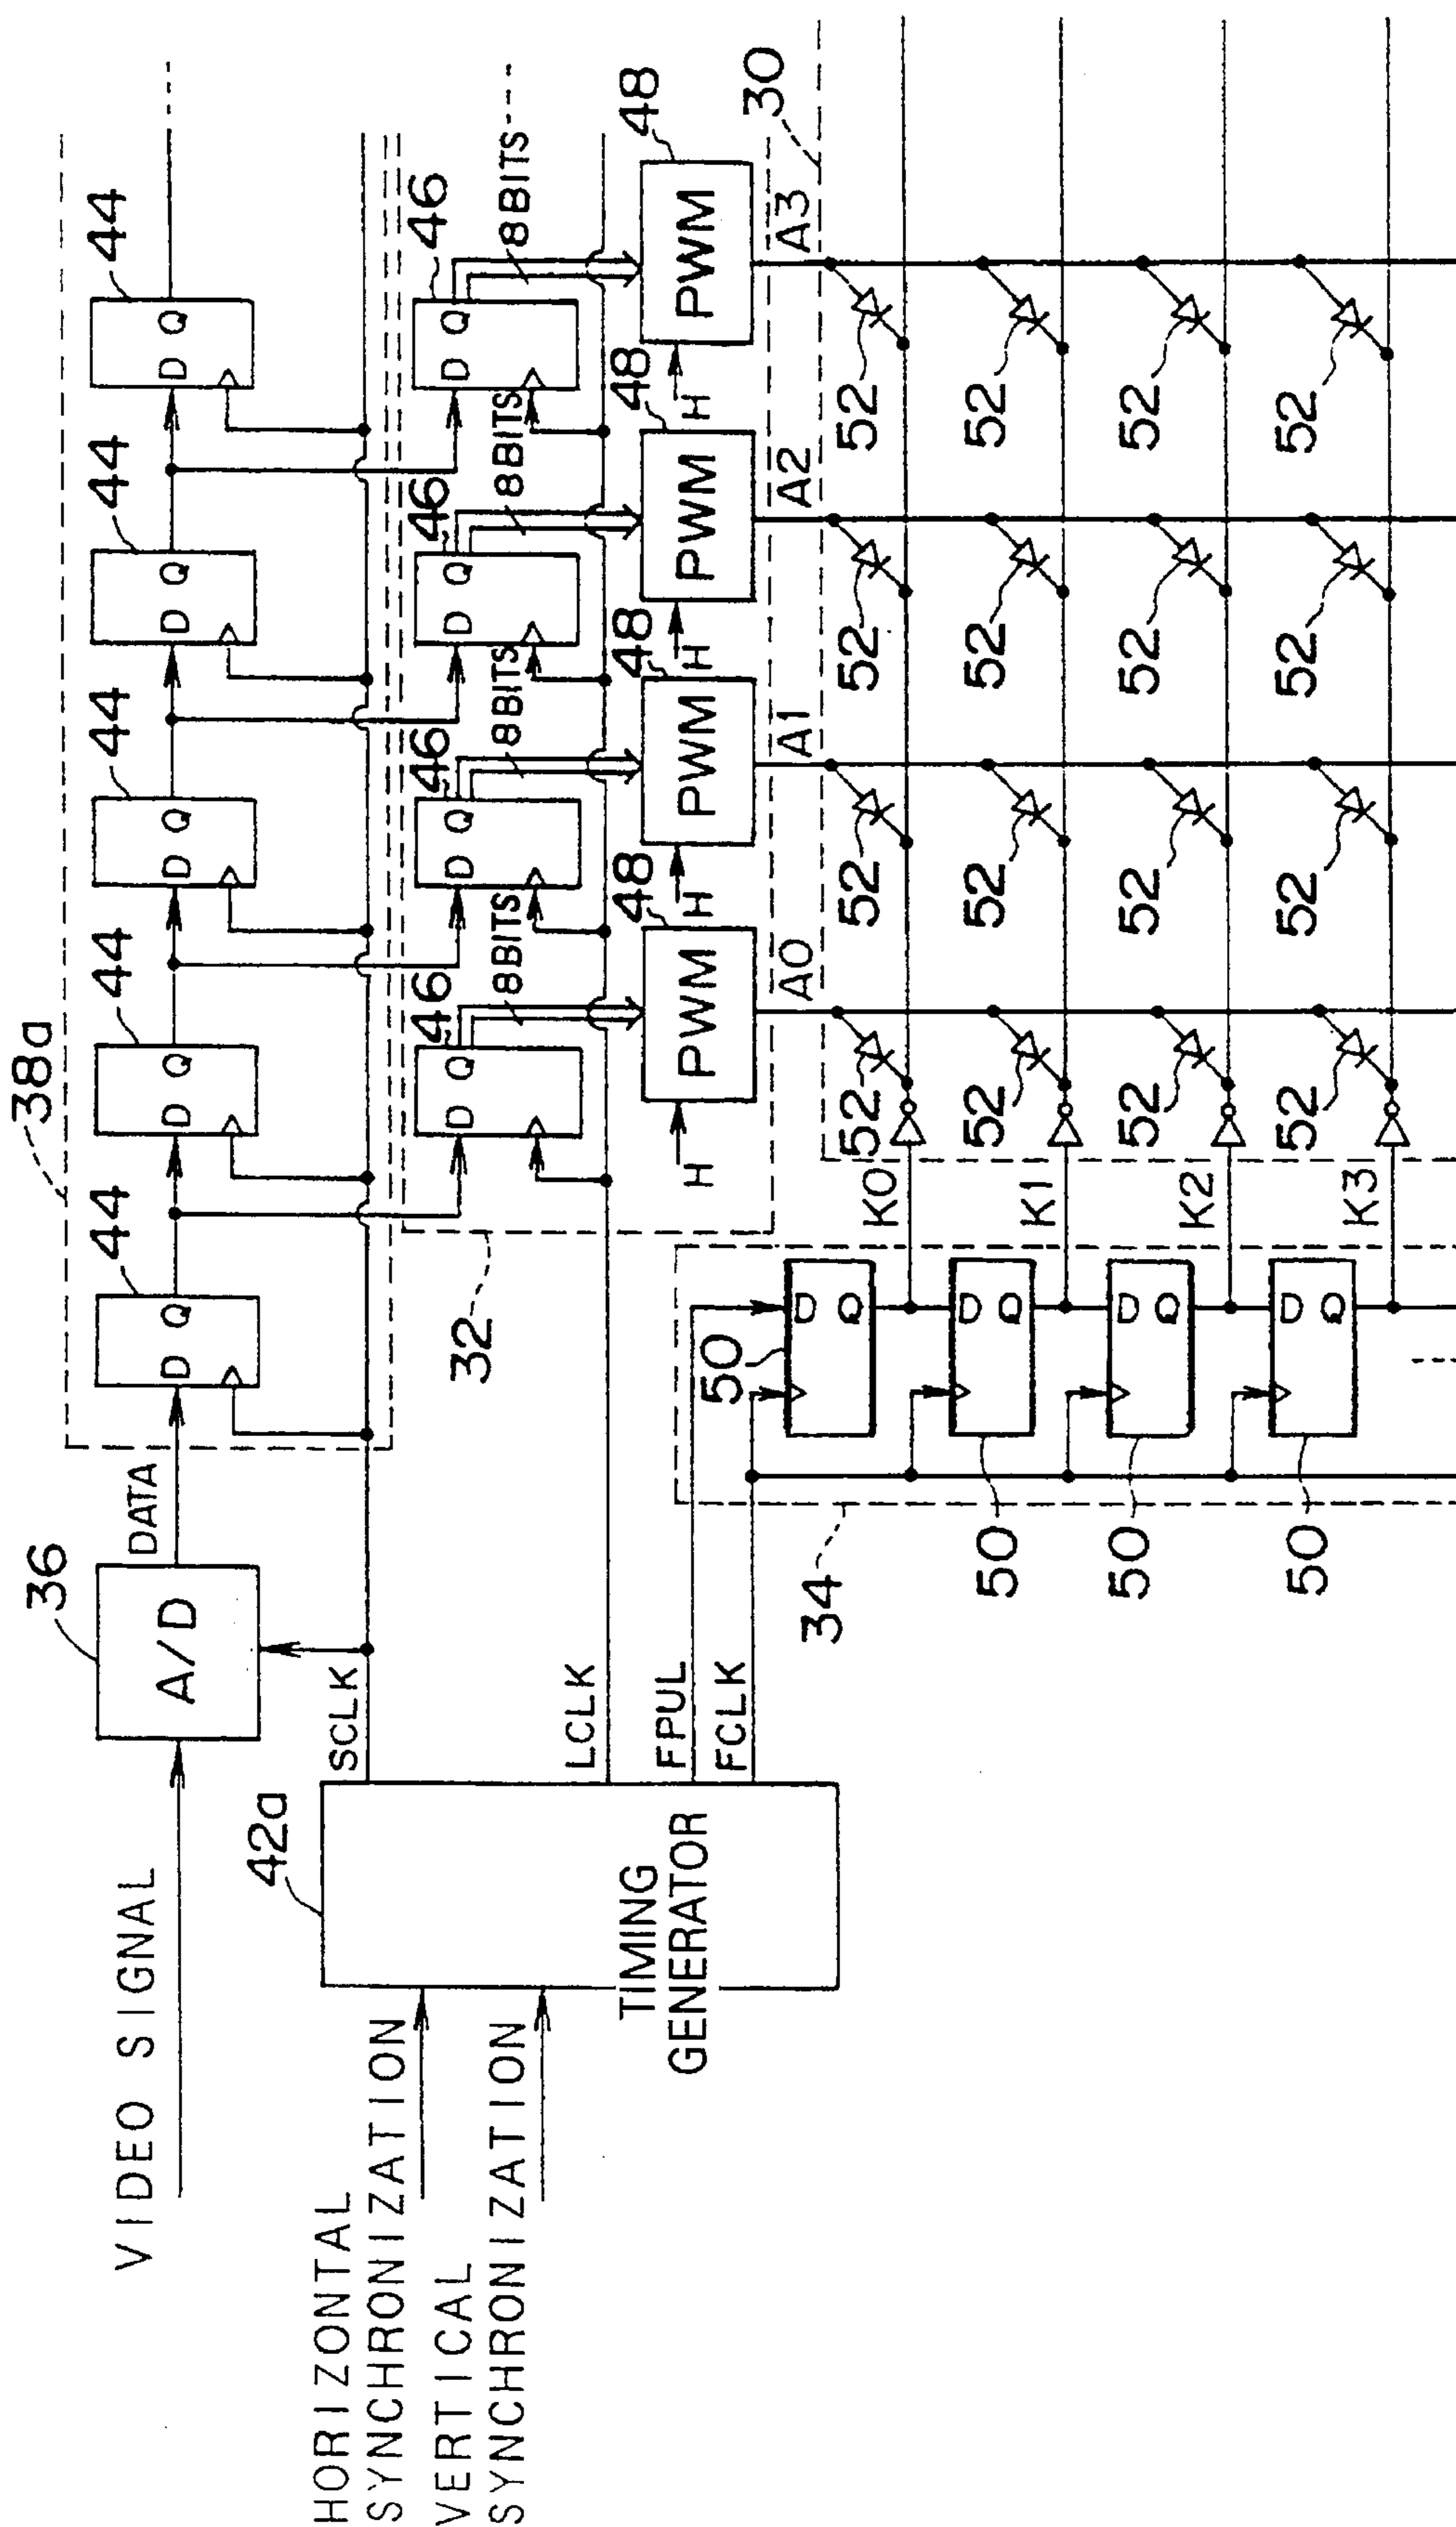 38a
36
44
44
44
44
44
VIDEO SIGNAL
A/D
DATA
D Q
D Q
D Q
D Q
D Q
42a
SCLK
46
46
46
46
D Q
D Q
D Q
D Q
8BITS
8BITS
8BITS
8BITS
HORIZONTAL
SYNCHRONIZATION
VERTICAL
SYNCHRONIZATION
TIMING
GENERATOR
LCLK
FPUL
FCLK
32
48
48
48
48
H
PWM
H
PWM
H
PWM
H
PWM
A0
A1
A2
A3
30
34
50
D Q
K0
52
52
52
52
50
D Q
K1
52
52
52
52
50
D Q
K2
52
52
52
52
50
D Q
K3
52
52
52
52